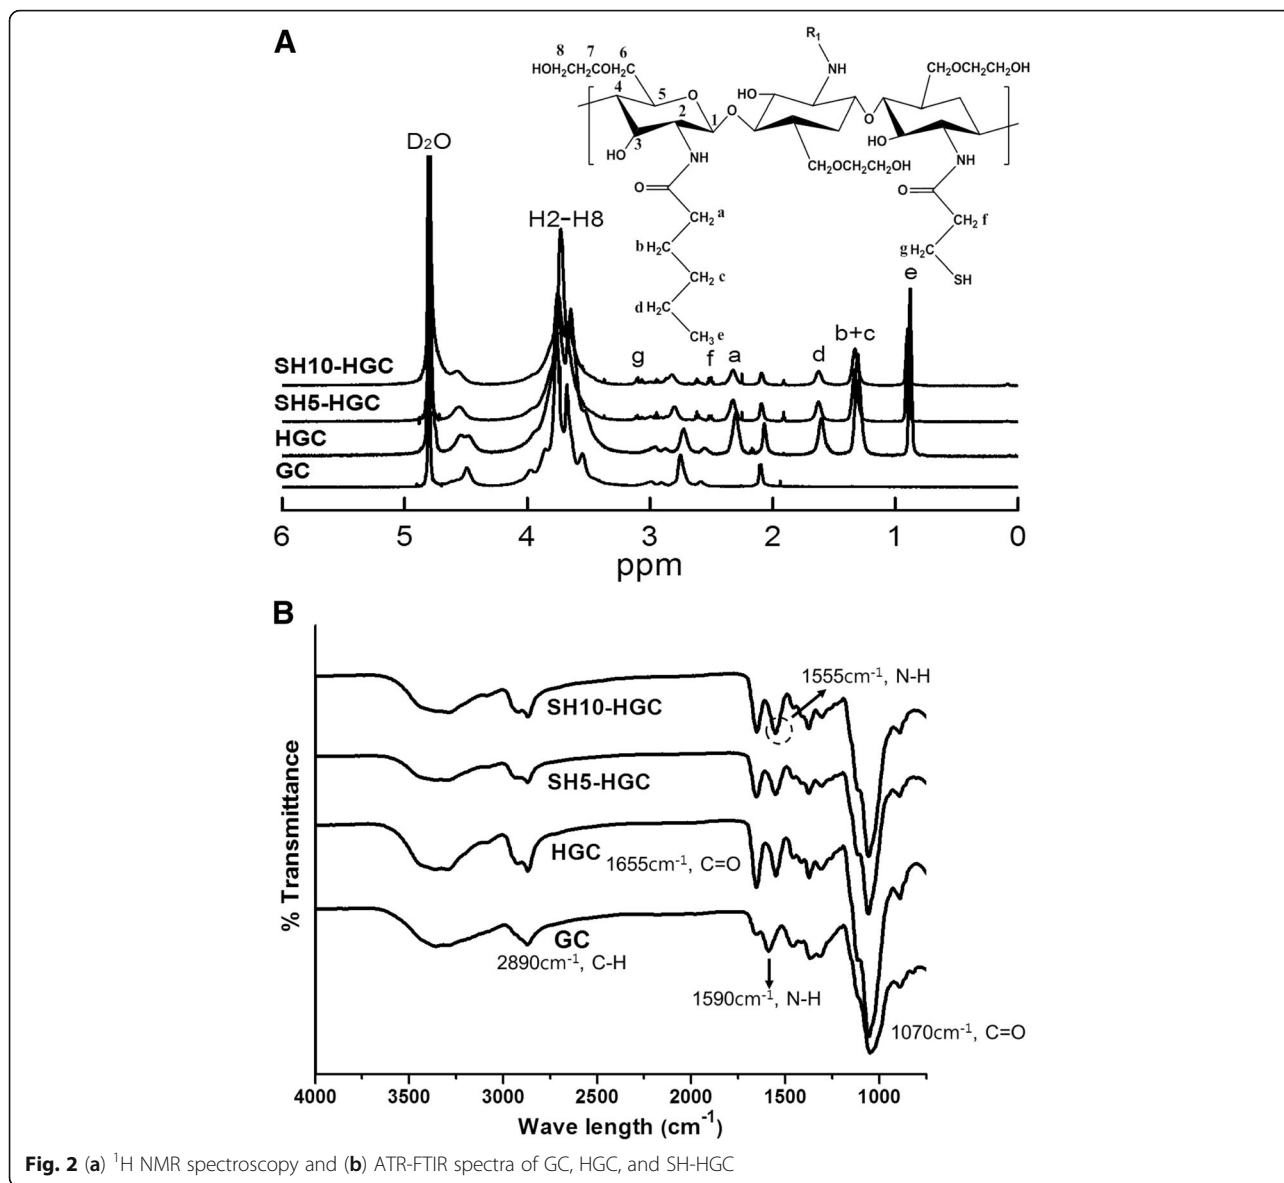 A
R₁
8 7 6
HOH₂CH₂COH₂C
NH
CH₂OCH₂CH₂OH
4
5
O
HO
2
1
O
O
3
HO
NH
HO
NH
CH₂OCH₂CH₂OH
D₂O
O
O
H2-H8
CH₂ a
CH₂ f
b H₂C
g H₂C
CH₂ c
SH
e
d H₂C
CH₃ e
b+c
g
f
a
d
SH10-HGC
SH5-HGC
HGC
GC
6 5 4 3 2 1 0
ppm
B
1555cm⁻¹, N-H
SH10-HGC
SH5-HGC
HGC
1655cm⁻¹, C=O
GC
2890cm⁻¹, C-H
1590cm⁻¹, N-H
1070cm⁻¹, C=O
% Transmittance
4000 3500 3000 2500 2000 1500 1000
Wave length (cm⁻¹)
Fig. 2 (a) ¹H NMR spectroscopy and (b) ATR-FTIR spectra of GC, HGC, and SH-HGC